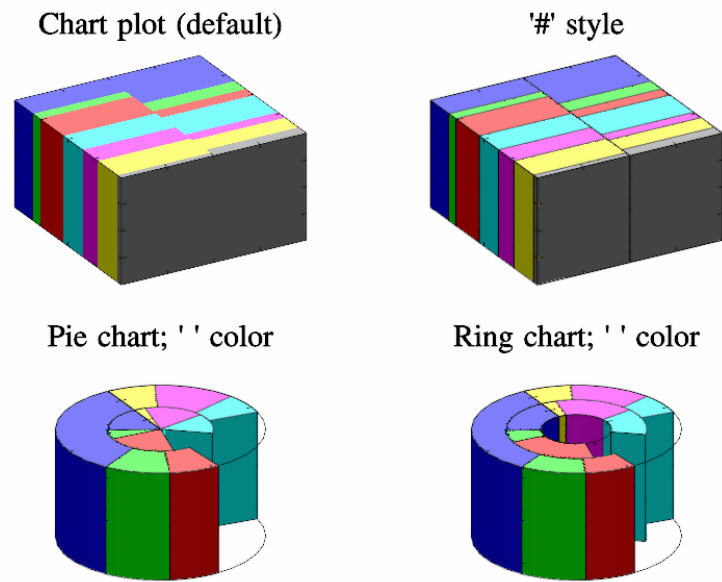 Chart plot (default)
'#' style
Pie chart; ' ' color
Ring chart; ' ' color